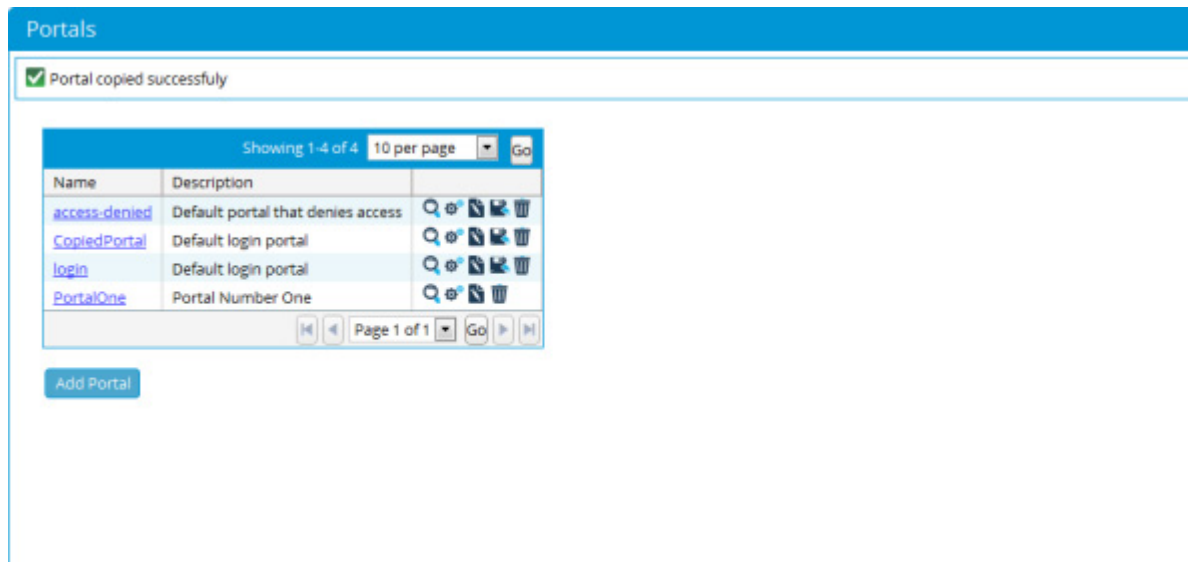 Portals
Portal copied successfuly
Showing 1-4 of 4 10 per page Go
Name Description
access-denied Default portal that denies access
CopiedPortal Default login portal
login Default login portal
PortalOne Portal Number One
Page 1 of 1 Go
Add Portal